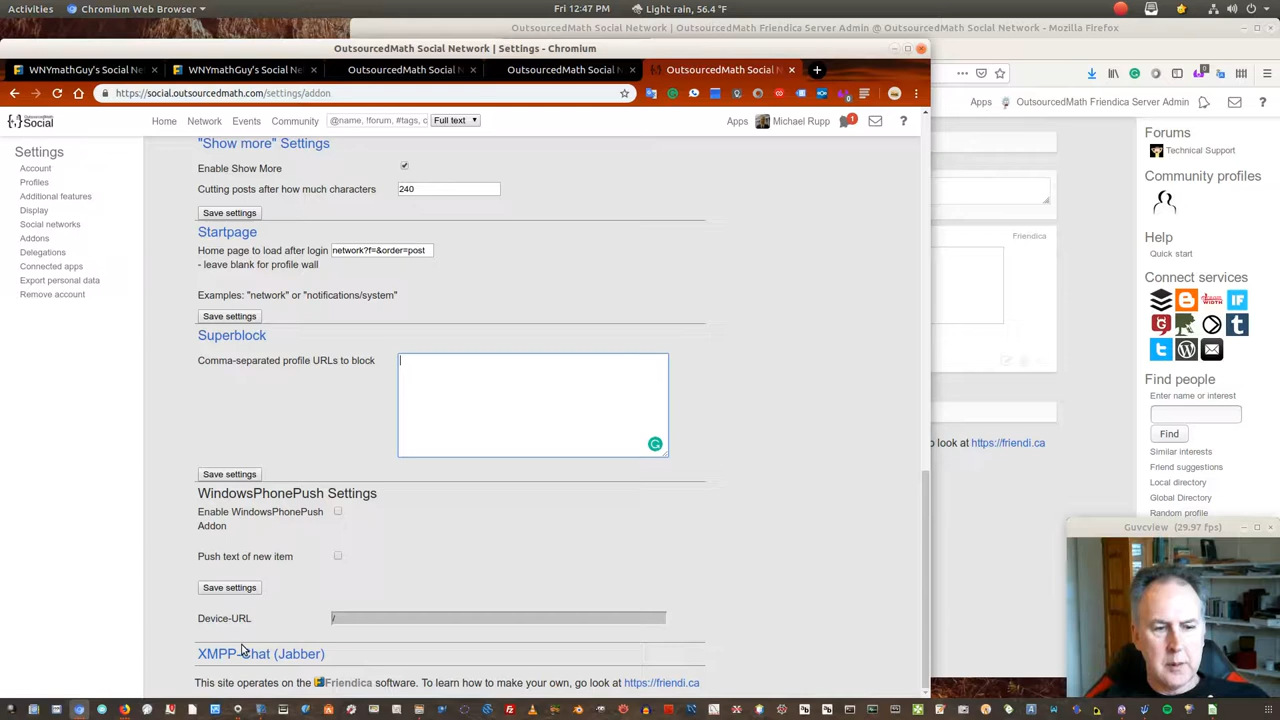 Activities
Chromium Web Browser
Fri 12:47 PM
Light rain, 56.4 °F
OutsourcedMath Social Network | Friendica Server Admin @ OutsourcedMath Social Network - Mozilla Firefox
OutsourcedMath Social Network | Settings - Chromium
WNYmathGuy's Social Ne
WNYmathGuy's Social Ne
OutsourcedMath Social N
OutsourcedMath Social N
OutsourcedMath Social N
https://social.outsourcedmath.com/settings/addon
Social
Home
Network
Events
Community
@name, !forum, #tags, c
Full text
Apps
Michael Rupp
1
?
Apps
OutsourcedMath Friendica Server Admin
?
Settings
Account
Profiles
Additional features
Display
Social networks
Addons
Delegations
Connected apps
Export personal data
Remove account
"Show more" Settings
Enable Show More
Cutting posts after how much characters
240
Save settings
Startpage
Home page to load after login
network?f=&order=post
- leave blank for profile wall
Examples: "network" or "notifications/system"
Save settings
Superblock
Comma-separated profile URLs to block
Save settings
WindowsPhonePush Settings
Enable WindowsPhonePush
Addon
Push text of new item
Save settings
Device-URL
/
XMPP-Chat (Jabber)
This site operates on the Friendica software. To learn how to make your own, go look at https://friendi.ca
Friendica
o look at https://friendi.ca
Forums
Technical Support
Community profiles
Help
Quick start
Connect services
Find people
Enter name or interest
Find
Similar interests
Friend suggestions
Local directory
Global Directory
Random profile
Guvcview (29.97 fps)